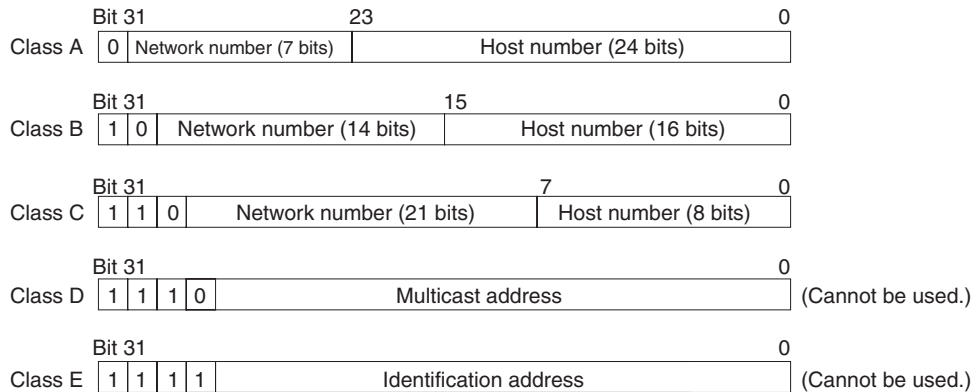 Bit 31 23 0
Class A 0 Network number (7 bits) Host number (24 bits)
Bit 31 15 0
Class B 1 0 Network number (14 bits) Host number (16 bits)
Bit 31 7 0
Class C 1 1 0 Network number (21 bits) Host number (8 bits)
Bit 31 0
Class D 1 1 1 0 Multicast address (Cannot be used.)
Bit 31 0
Class E 1 1 1 1 Identification address (Cannot be used.)